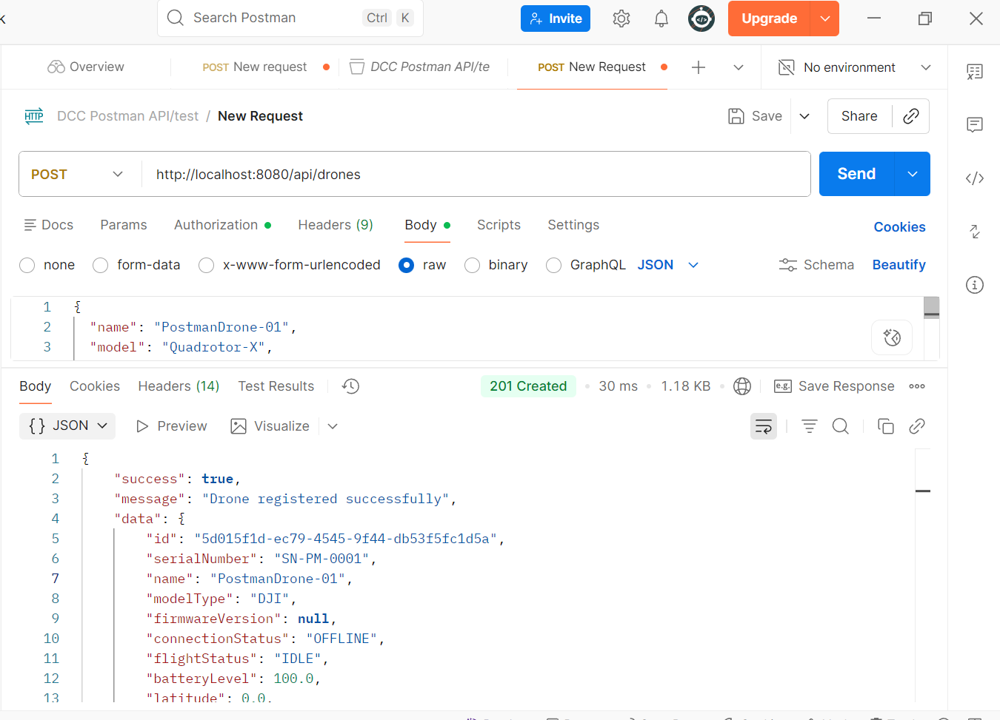 Search Postman Ctrl K Invite Upgrade
Overview POST New request DCC Postman API/te POST New Request No environment
HTTP DCC Postman API/test / New Request Save Share
POST http://localhost:8080/api/drones Send
Docs Params Authorization Headers (9) Body Scripts Settings Cookies
none form-data x-www-form-urlencoded raw binary GraphQL JSON Schema Beautify
1 {
2 "name": "PostmanDrone-01",
3 "model": "Quadrotor-X",
Body Cookies Headers (14) Test Results 201 Created 30 ms 1.18 KB e.g. Save Response
{} JSON Preview Visualize
1 {
2 "success": true,
3 "message": "Drone registered successfully",
4 "data": {
5 "id": "5d015f1d-ec79-4545-9f44-db53f5fc1d5a",
6 "serialNumber": "SN-PM-0001",
7 "name": "PostmanDrone-01",
8 "modelType": "DJI",
9 "firmwareVersion": null,
10 "connectionStatus": "OFFLINE",
11 "flightStatus": "IDLE",
12 "batteryLevel": 100.0,
13 "latitude": 0.0,